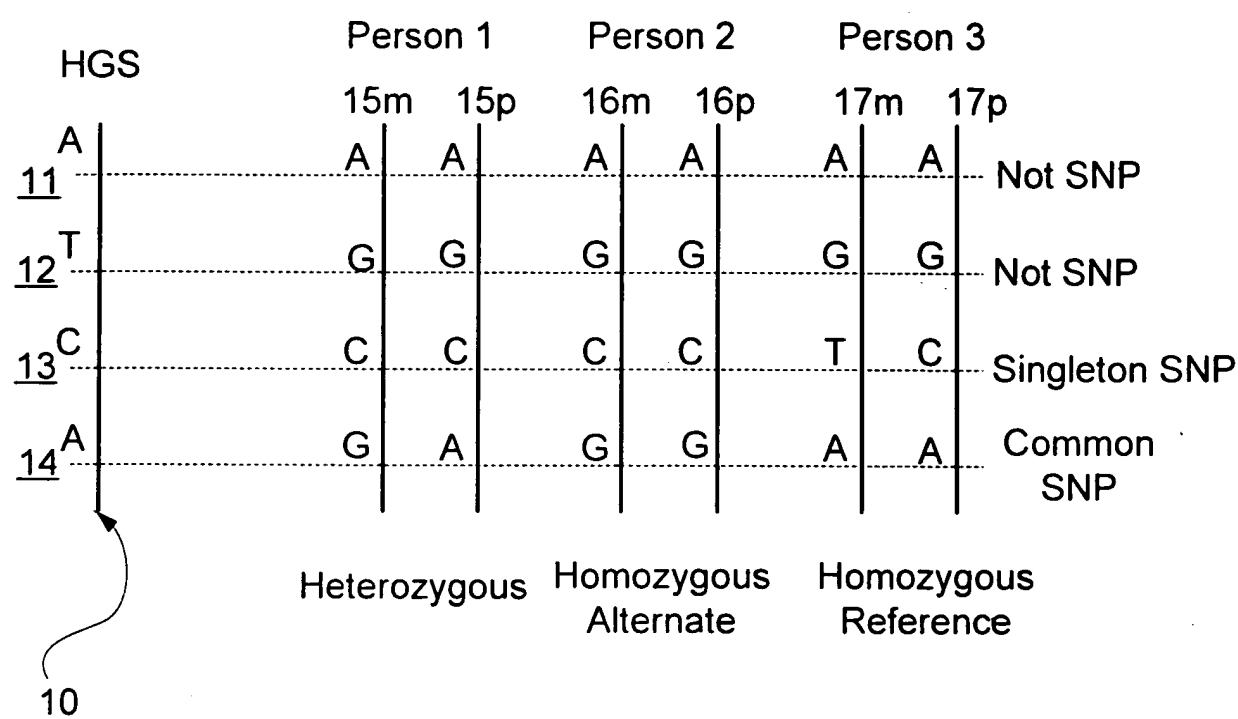 Person 1 Person 2 Person 3
HGS
15m 15p 16m 16p 17m 17p
A
11 A A A A A A Not SNP
T
12 G G G G G G Not SNP
C
13 C C C C T C Singleton SNP
A
14 G A G G A A Common
SNP
Heterozygous Homozygous Homozygous
Alternate Reference
10